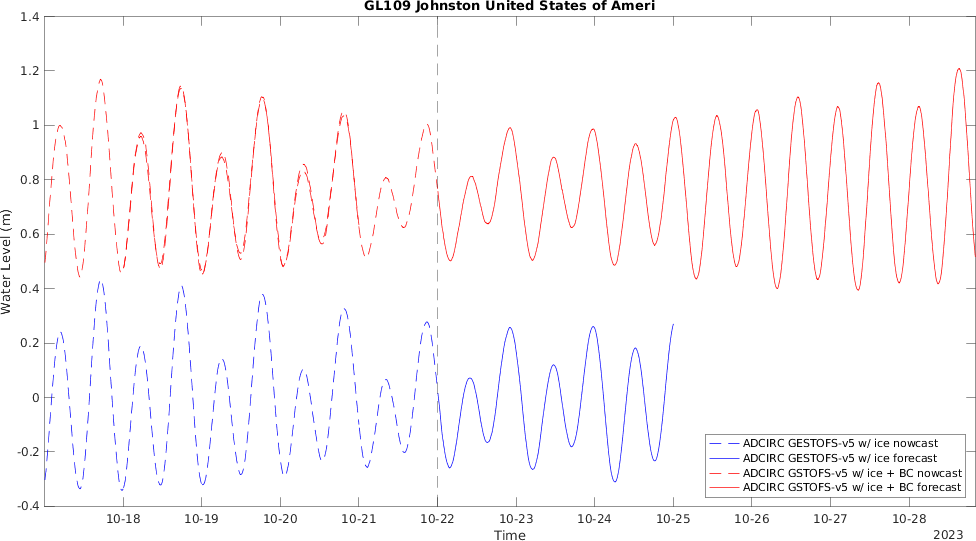 GL109 Johnston United States of Ameri
1.4
1.2
1
0.8
0.6
0.4
0.2
0
-0.2
-0.4
Water Level (m)
10-18 10-19 10-20 10-21 10-22 10-23 10-24 10-25 10-26 10-27 10-28
Time
2023
ADCIRC GESTOFS-v5 w/ ice nowcast
ADCIRC GESTOFS-v5 w/ ice forecast
ADCIRC GSTOFS-v5 w/ ice + BC nowcast
ADCIRC GSTOFS-v5 w/ ice + BC forecast